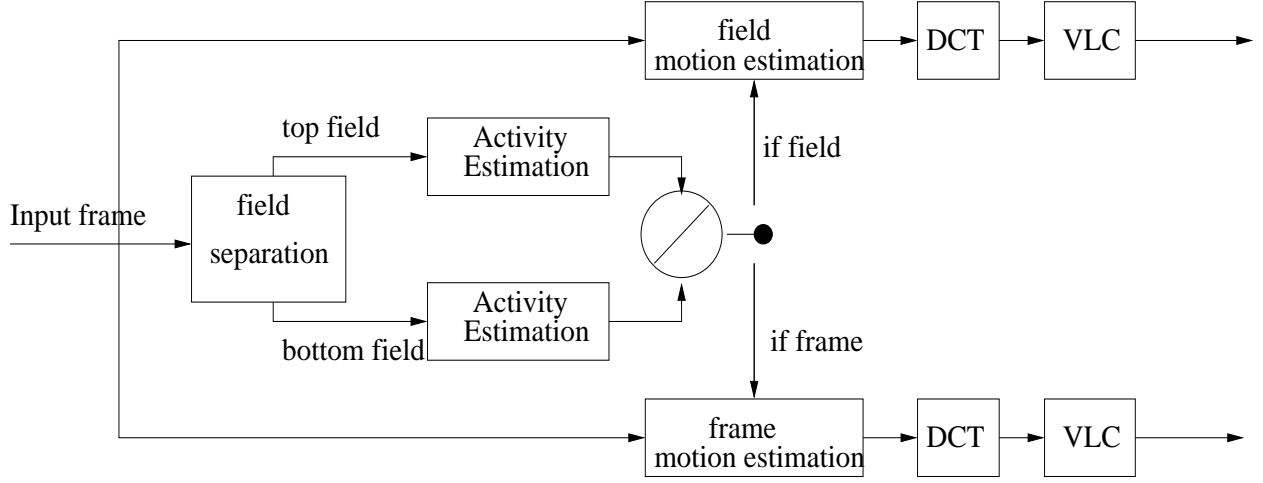 field
motion estimation
DCT
VLC
top field
Activity
Estimation
if field
Input frame
field
separation
Activity
Estimation
bottom field
if frame
frame
motion estimation
DCT
VLC